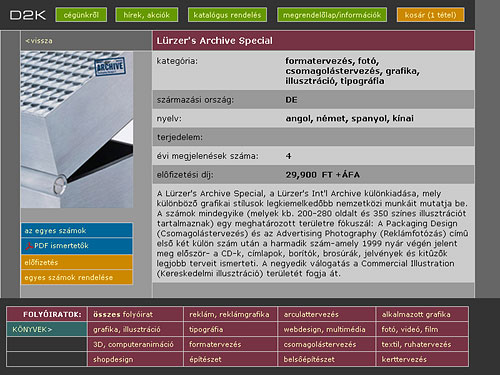 D2K
cégünkről
hírek, akciók
katalógus rendelés
megrendelőlap/információk
kosár (1 tétel)
<vissza
Lürzer's Archive Special
ARCHIVE
kategória:
formatervezés, fotó,
csomagolástervezés, grafika,
illusztráció, tipográfia
származási ország:
DE
nyelv:
angol, német, spanyol, kínai
terjedelem:
évi megjelenések száma:
4
előfizetési díj:
29,900 FT +ÁFA
A Lürzer's Archive Special, a Lürzer's Int'l Archive különkiadása, mely
különböző grafikai stílusok legkiemelkedőbb nemzetközi munkáit mutatja be.
A számok mindegyike (melyek kb. 200-280 oldalt és 350 színes illusztrációt
tartalmaznak) egy meghatározott területre fókuszál: A Packaging Design
(Csomagolástervezés) és az Advertising Photography (Reklámfotózás) című
első két külön szám után a harmadik szám-amely 1999 nyár végén jelent
meg először- a CD-k, címlapok, borítók, brosúrák, jelvények és kitűzők
legjobb terveit ismerteti. A negyedik válogatás a Commercial Illustration
(Kereskedelmi illusztráció) területét fogja át.
az egyes számok
PDF ismertetők
előfizetés
egyes számok rendelése
FOLYÓIRATOK:
összes folyóirat
reklám, reklámgrafika
arculattervezés
alkalmazott grafika
KÖNYVEK>
grafika, illusztráció
tipográfia
webdesign, multimédia
fotó, videó, film
3D, computeranimáció
formatervezés
csomagolástervezés
textil, ruhatervezés
shopdesign
építészet
belsőépítészet
kerttervezés